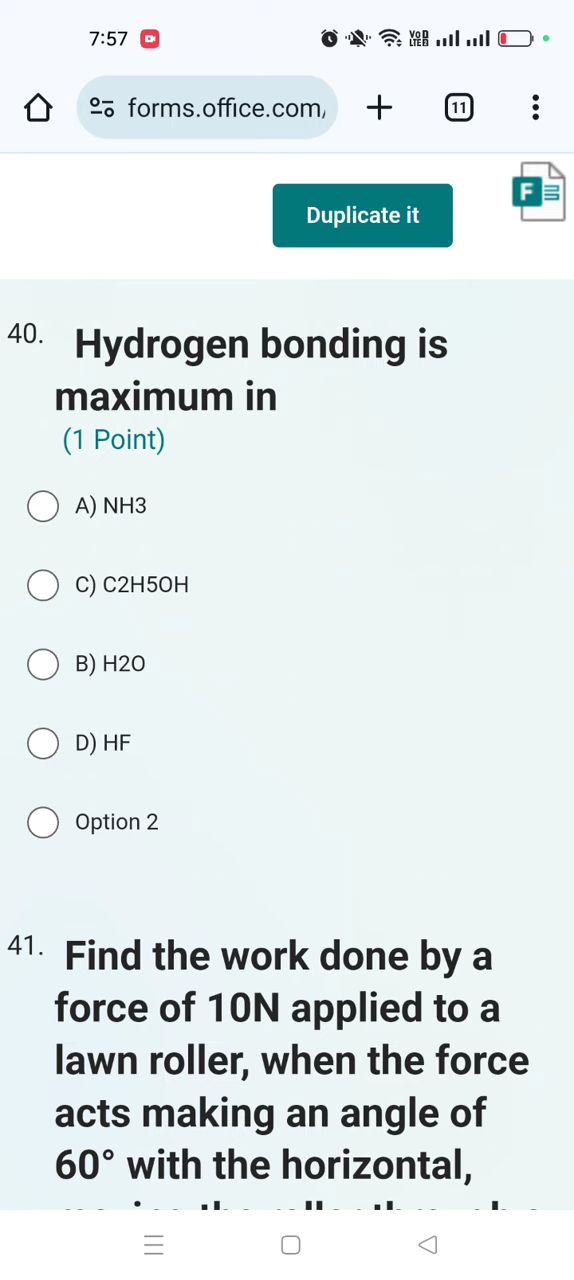 7:57
VoD
LTE
forms.office.com/
11
Duplicate it
F
40. Hydrogen bonding is
maximum in
(1 Point)
A) NH3
C) C2H5OH
B) H2O
D) HF
Option 2
41. Find the work done by a
force of 10N applied to a
lawn roller, when the force
acts making an angle of
60° with the horizontal,